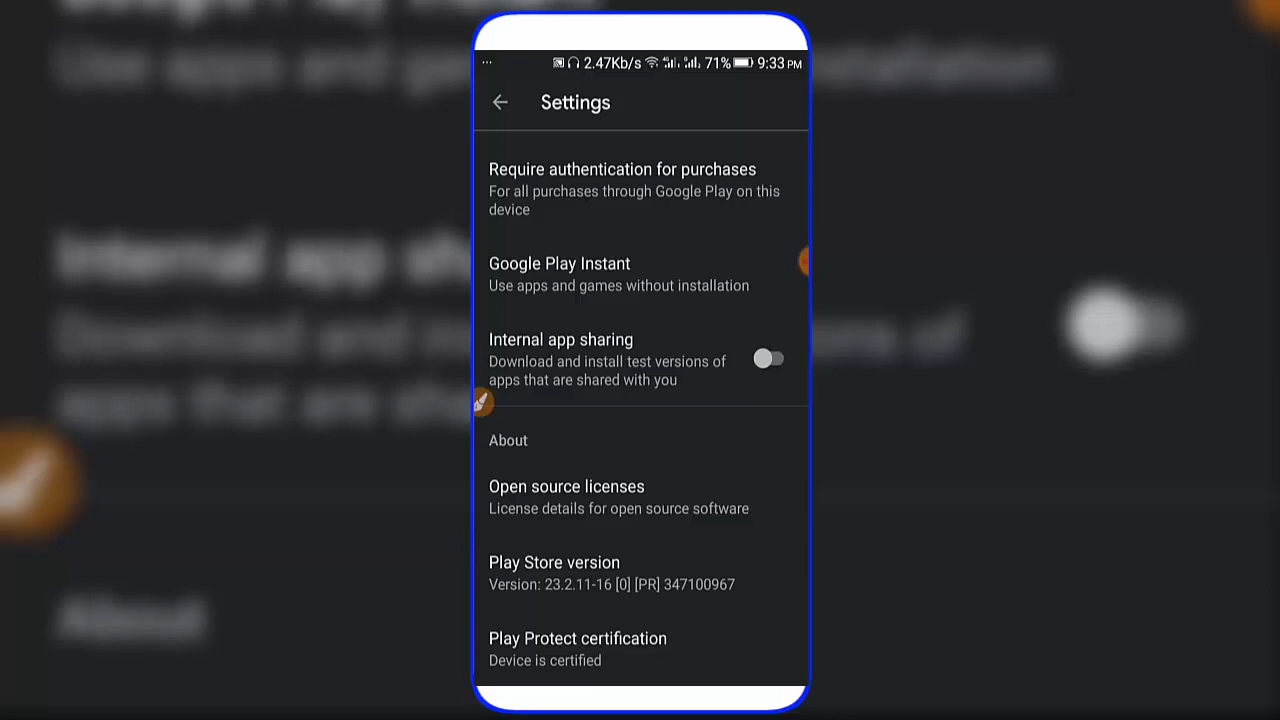 ... 2.47Kb/s 71% 9:33 PM
Settings
Require authentication for purchases
For all purchases through Google Play on this
device
Google Play Instant
Use apps and games without installation
Internal app sharing
Download and install test versions of
apps that are shared with you
About
Open source licenses
License details for open source software
Play Store version
Version: 23.2.11-16 [0] [PR] 347100967
Play Protect certification
Device is certified